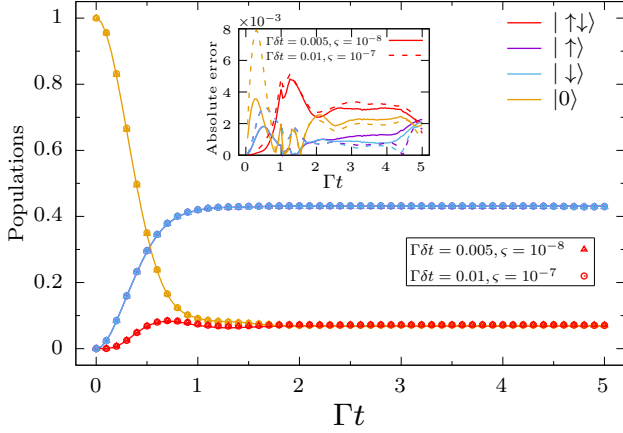 ×10⁻³
Γδt = 0.005, ς = 10⁻⁸
Γδt = 0.01, ς = 10⁻⁷
Absolute error
8
6
4
2
0
0 1 2 3 4 5
Γt
| ↑↓⟩
| ↑⟩
| ↓⟩
|0⟩
Populations
1
0.8
0.6
0.4
0.2
0
Γδt = 0.005, ς = 10⁻⁸
Γδt = 0.01, ς = 10⁻⁷
0 1 2 3 4 5
Γt